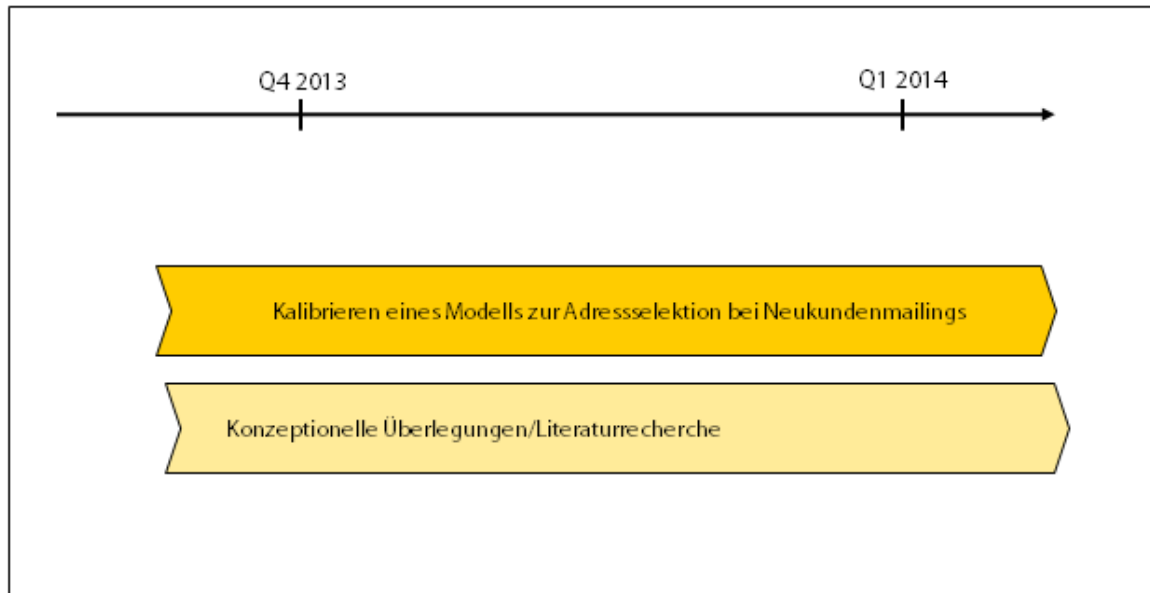 Q4 2013
Q1 2014
Kalibrieren eines Modells zur Adressselektion bei Neukundenmailings
Konzeptionelle Überlegungen/Literaturrecherche